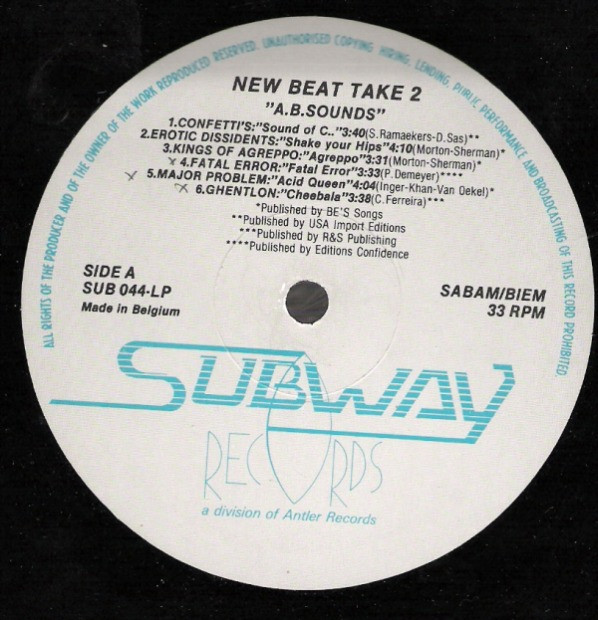 ALL RIGHTS OF THE PRODUCER AND OF THE OWNER OF THE WORK REPRODUCED RESERVED. UNAUTHORISED COPYING HIRING, LENDING, PUBLIC PERFORMANCE AND BROADCASTING OF THIS RECORD PROHIBITED.
NEW BEAT TAKE 2
"A.B.SOUNDS"
1.CONFETTI'S:"Sound of C.."3:40(S.Ramaekers-D.Sas)**
2.EROTIC DISSIDENTS:"Shake your Hips"4:10(Morton-Sherman)*
3.KINGS OF AGREPPO:"Agreppo"3:31(Morton-Sherman)*
4.FATAL ERROR:"Fatal Error"3:33(P.Demeyer)****
5.MAJOR PROBLEM:"Acid Queen"4:04(Inger-Khan-Van Oekel)*
6.GHENTLON:"Cheebala"3:38(C.Ferreira)***
*Published by BE'S Songs
**Published by USA Import Editions
***Published by R&S Publishing
****Published by Editions Confidence
SIDE A
SUB 044-LP
Made in Belgium
SABAM/BIEM
33 RPM
SUBWAY
RECORDS
a division of Antler Records